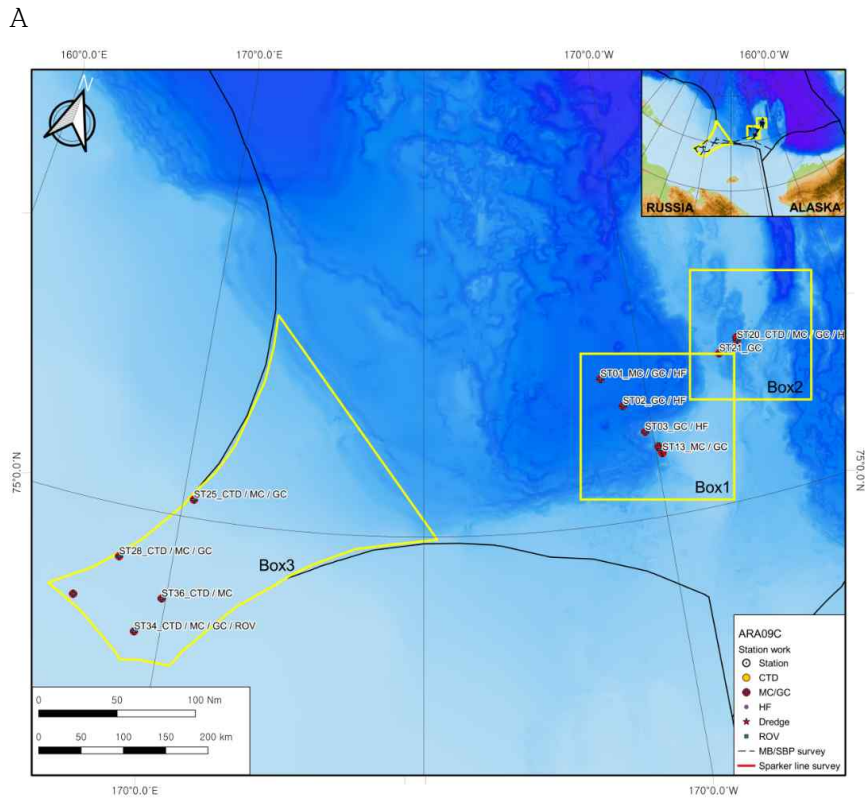 A
160°0.0'E
170°0.0'E
170°0.0'W
160°0.0'W
N
RUSSIA
ALASKA
ST20_CTD / MC / GC / H
ST21_GC
Box2
ST01_MC / GC / HF
ST02_GC / HF
ST03_GC / HF
ST13_MC / GC
Box1
75°0.0'N
75°0.0'N
ST25_CTD / MC / GC
ST28_CTD / MC / GC
Box3
ST36_CTD / MC
ST34_CTD / MC / GC / ROV
ARA09C
Station work
Station
CTD
MC/GC
HF
Dredge
ROV
MB/SBP survey
Sparker line survey
0 50 100 Nm
0 50 100 150 200 km
170°0.0'E
170°0.0'W